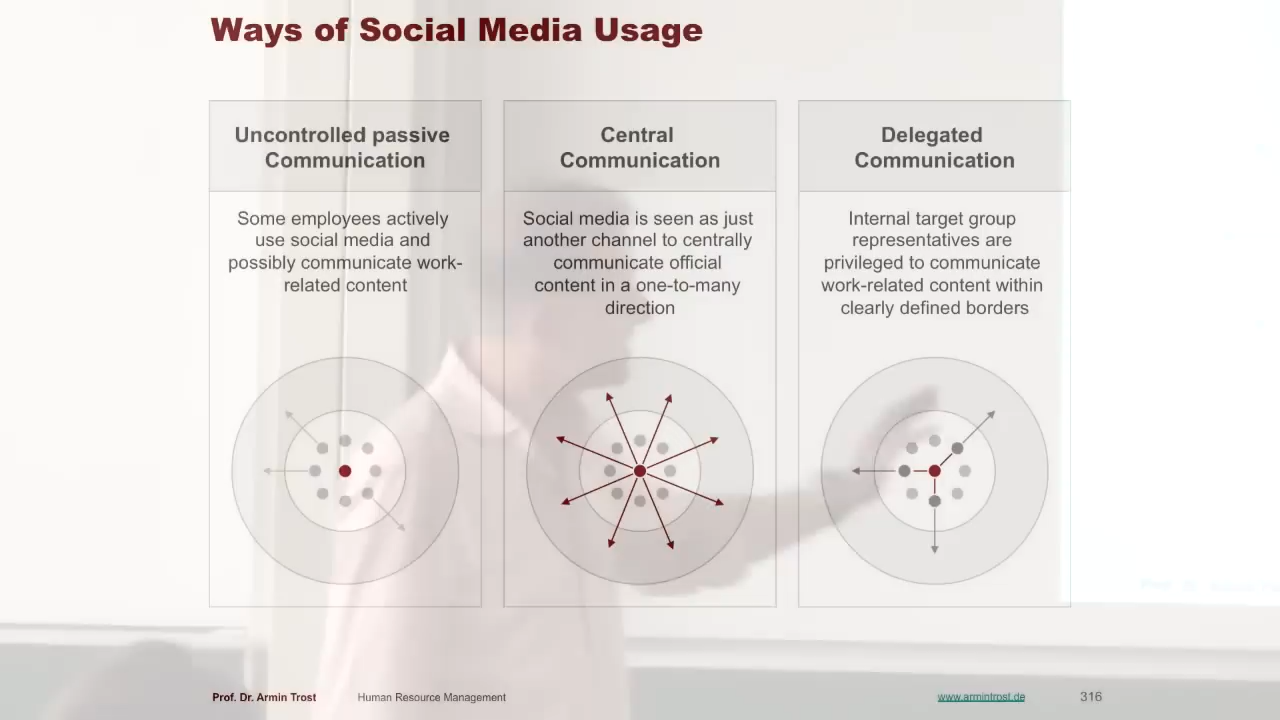 Ways of Social Media Usage
Uncontrolled passive
Communication
Some employees actively
use social media and
possibly communicate work-
related content
Central
Communication
Social media is seen as just
another channel to centrally
communicate official
content in a one-to-many
direction
Delegated
Communication
Internal target group
representatives are
privileged to communicate
work-related content within
clearly defined borders
Prof. Dr. Armin Trost
Human Resource Management
www.armintrost.de
316